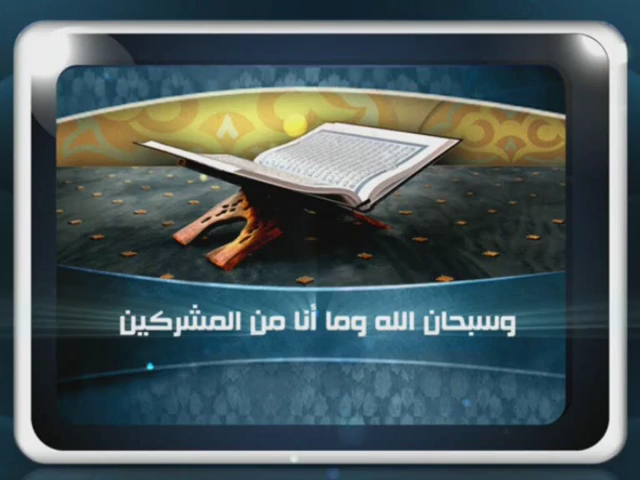 وسبحان الله وما أنا من المشركين